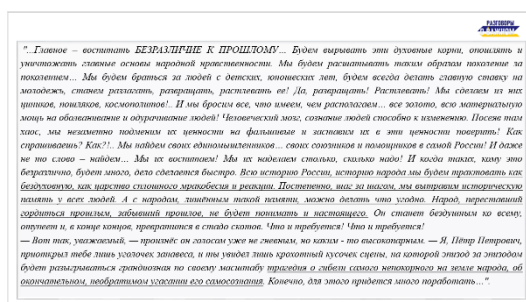 РАЗГОВОРЫ
"...Главное – воспитать БЕЗРАЗЛИЧИЕ К ПРОШЛОМУ... Будем вырывать эти духовные корни, опошлять и
уничтожать главные основы народной нравственности. Мы будем расшатывать таким образом поколение за
поколением... Мы будем браться за людей с детских, юношеских лет, будем всегда делать главную ставку на
молодежь, станем разлагать, развращать, растлевать ее! Да, развращать! Растлевать! Мы сделаем из них
циников, пошляков, космополитов!.. И мы бросим все, что имеем, чем располагаем... все золото, всю материальную
мощь на оболванивание и одурачивание людей! Человеческий мозг, сознание людей способно к изменению. Посеяв там
хаос, мы незаметно подменим их ценности на фальшивые и заставим их в эти ценности поверить! Как
спрашиваешь? Как?!.. Мы найдем своих единомышленников... своих союзников и помощников в самой России! И даже
не то слово – найдем... Мы их воспитаем! Мы их наделаем столько, сколько надо! И когда таких, кому это
безразлично, будет много, дело сделается быстро. Всю историю России, историю народа мы будем трактовать как
бездуховную, как царство сплошного мракобесия и реакции. Постепенно, шаг за шагом, мы вытравим историческую
память у всех людей. А с народом, лишённым такой памяти, можно делать что угодно. Народ, переставший
гордиться прошлым, забывший прошлое, не будет понимать и настоящего. Он станет бездушным ко всему,
отупеет и, в конце концов, превратится в стадо скотов. Что и требуется! Что и требуется!
— Вот так, уважаемый, — произнёс он голосом уже не гневным, но каким - то высокопарным. — Я, Пётр Петрович,
приоткрыл тебе лишь уголочек занавеса, и ты увидел лишь крохотный кусочек сцены, на которой эпизод за эпизодом
будет разыгрываться грандиозная по своему масштабу трагедия о гибели самого непокорного на земле народа, об
окончательном, необратимом угасании его самосознания. Конечно, для этого придется много поработать...".